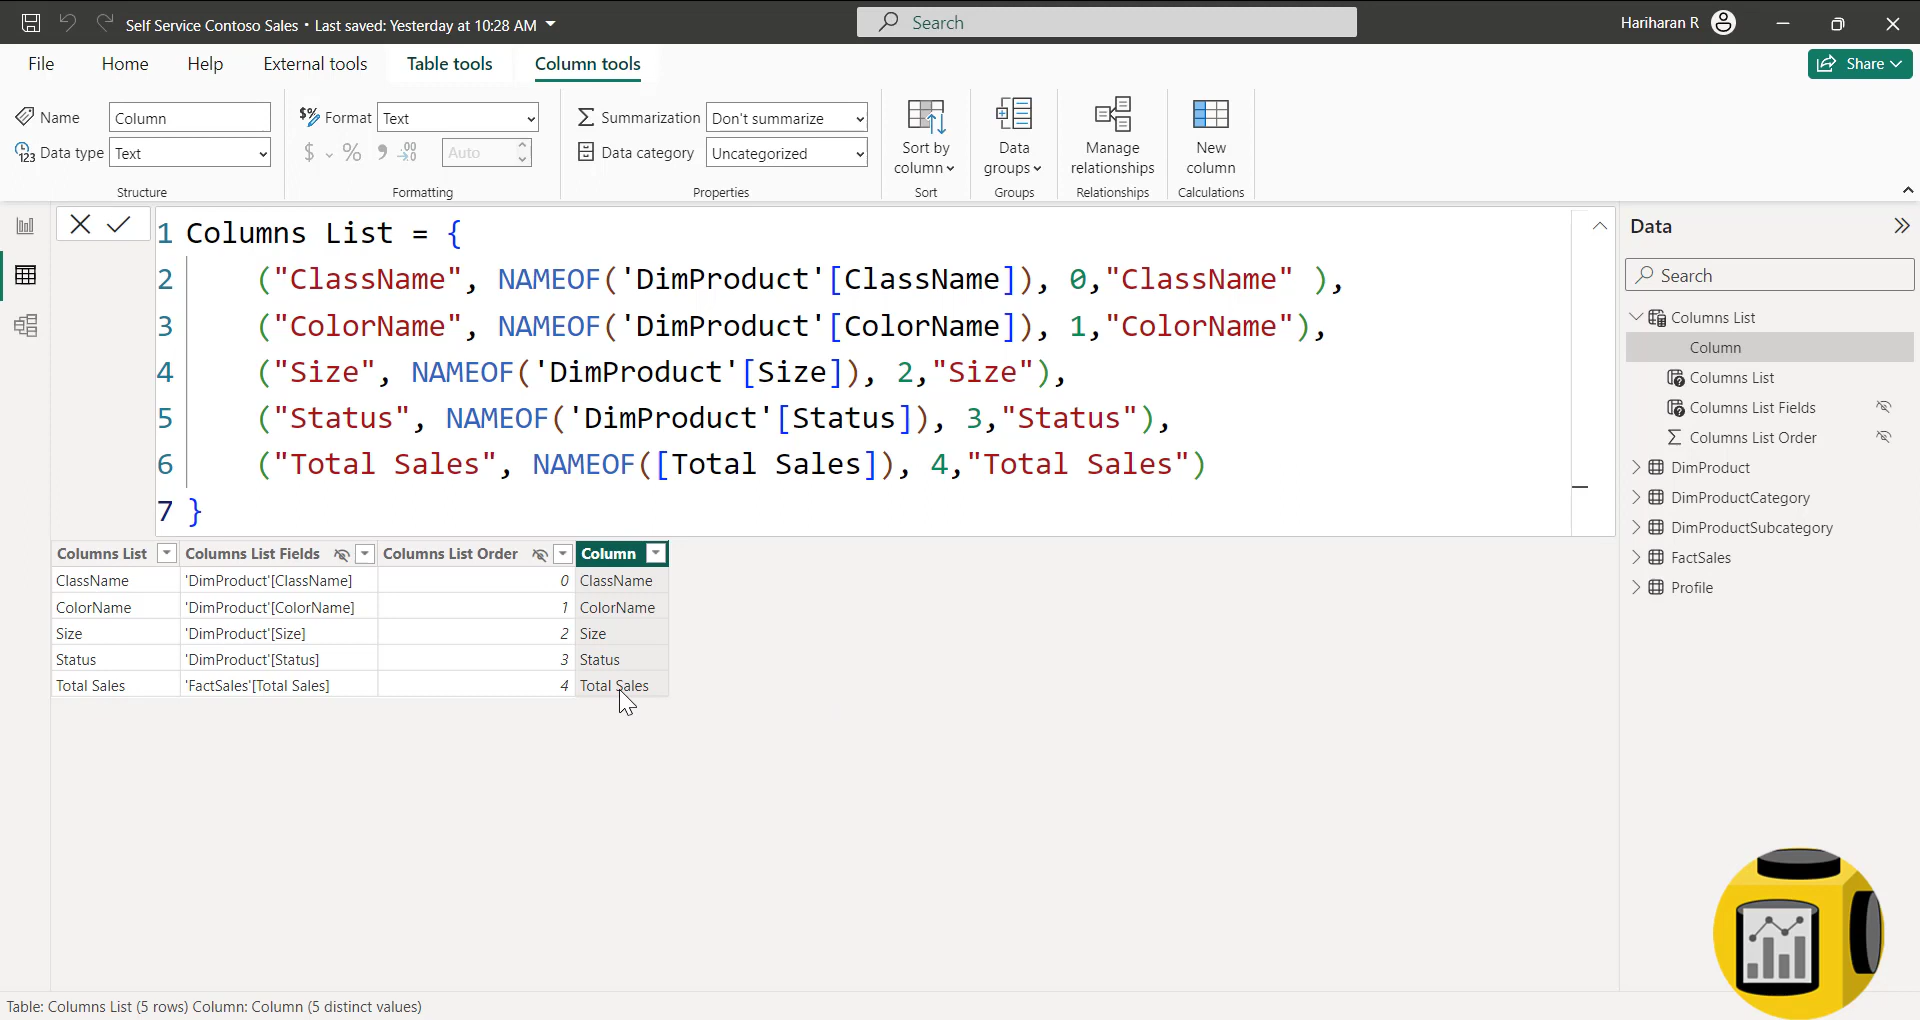 Self Service Contoso Sales • Last saved: Yesterday at 10:28 AM
Search
Hariharan R
File Home Help External tools Table tools Column tools
Share
Name Column
Data type Text
Structure
$% Format Text
$ % 9 .00 Auto
Formatting
Σ Summarization Don't summarize
Data category Uncategorized
Properties
Sort by
column
Sort
Data
groups
Groups
Manage
relationships
Relationships
New
column
Calculations
1 Columns List = {
2 ("ClassName", NAMEOF('DimProduct'[ClassName]), 0,"ClassName" ),
3 ("ColorName", NAMEOF('DimProduct'[ColorName]), 1,"ColorName"),
4 ("Size", NAMEOF('DimProduct'[Size]), 2,"Size"),
5 ("Status", NAMEOF('DimProduct'[Status]), 3,"Status"),
6 ("Total Sales", NAMEOF([Total Sales]), 4,"Total Sales")
7 }
Columns List Columns List Fields Columns List Order Column
ClassName 'DimProduct'[ClassName] 0 ClassName
ColorName 'DimProduct'[ColorName] 1 ColorName
Size 'DimProduct'[Size] 2 Size
Status 'DimProduct'[Status] 3 Status
Total Sales 'FactSales'[Total Sales] 4 Total Sales
Data
Search
Columns List
Column
Columns List
Columns List Fields
Σ Columns List Order
DimProduct
DimProductCategory
DimProductSubcategory
FactSales
Profile
Table: Columns List (5 rows) Column: Column (5 distinct values)